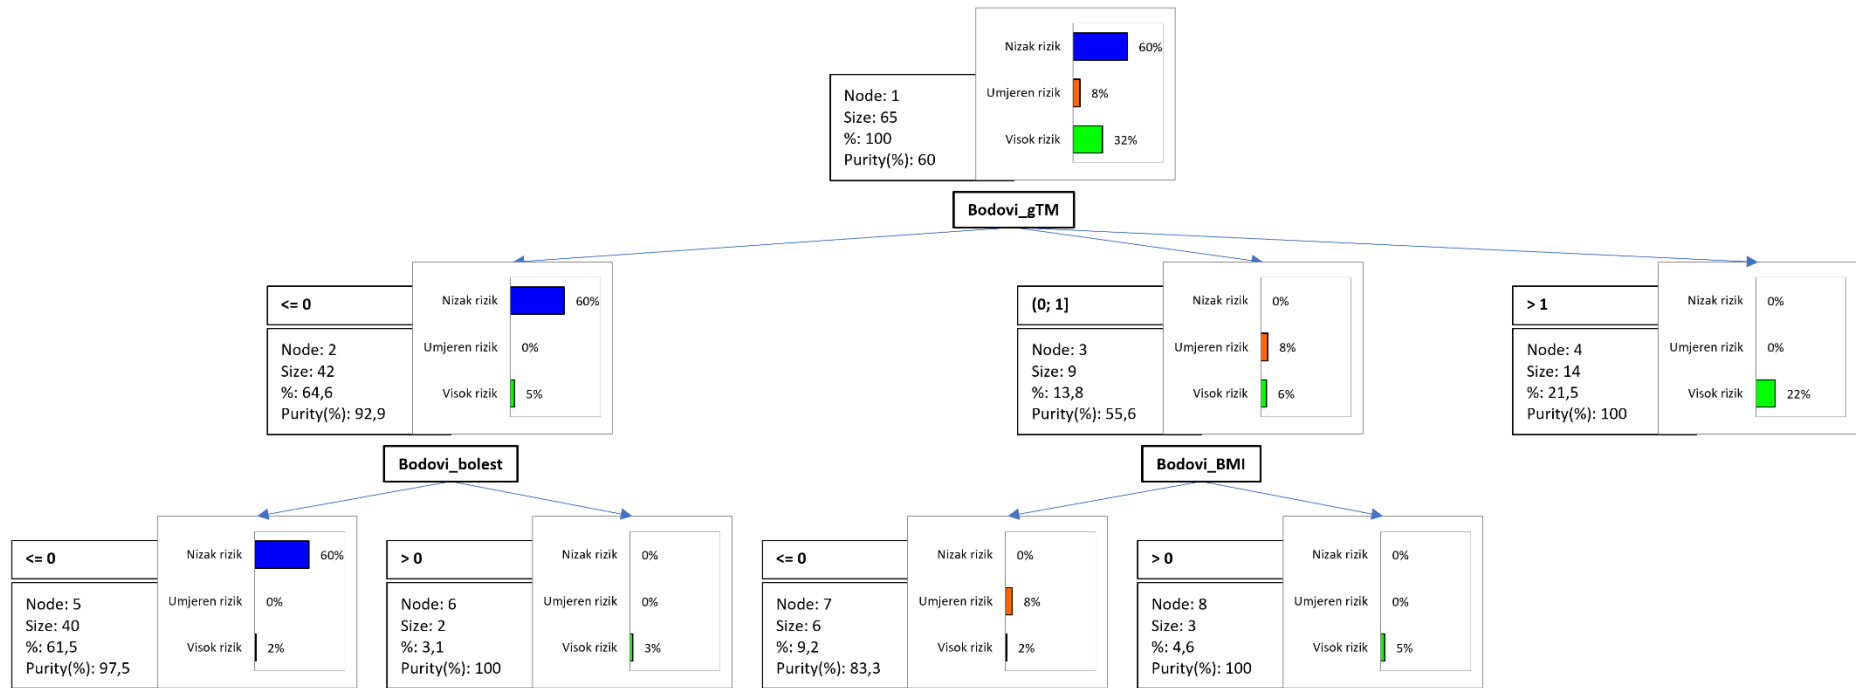 Nizak rizik 60%
Umjeren rizik 8%
Visok rizik 32%
Node: 1
Size: 65
%: 100
Purity(%): 60
Bodovi_gTM
<= 0
Nizak rizik 60%
Umjeren rizik 0%
Visok rizik 5%
Node: 2
Size: 42
%: 64,6
Purity(%): 92,9
(0; 1]
Nizak rizik 0%
Umjeren rizik 8%
Visok rizik 6%
Node: 3
Size: 9
%: 13,8
Purity(%): 55,6
> 1
Nizak rizik 0%
Umjeren rizik 0%
Visok rizik 22%
Node: 4
Size: 14
%: 21,5
Purity(%): 100
Bodovi_bolest
Bodovi_BMI
<= 0
Nizak rizik 60%
Umjeren rizik 0%
Visok rizik 2%
Node: 5
Size: 40
%: 61,5
Purity(%): 97,5
> 0
Nizak rizik 0%
Umjeren rizik 0%
Visok rizik 3%
Node: 6
Size: 2
%: 3,1
Purity(%): 100
<= 0
Nizak rizik 0%
Umjeren rizik 8%
Visok rizik 2%
Node: 7
Size: 6
%: 9,2
Purity(%): 83,3
> 0
Nizak rizik 0%
Umjeren rizik 0%
Visok rizik 5%
Node: 8
Size: 3
%: 4,6
Purity(%): 100